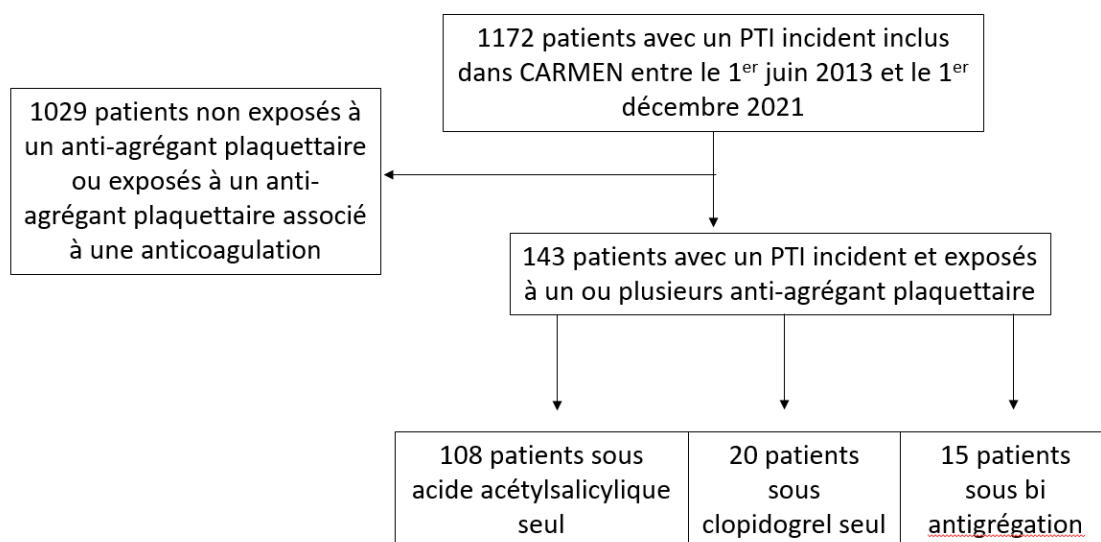 1172 patients avec un PTI incident inclus
dans CARMEN entre le 1er juin 2013 et le 1er
décembre 2021
1029 patients non exposés à
un anti-agrégant plaquettaire
ou exposés à un anti-
agrégant plaquettaire associé
à une anticoagulation
143 patients avec un PTI incident et exposés
à un ou plusieurs anti-agrégant plaquettaire
108 patients sous
acide acétylsalicylique
seul
20 patients
sous
clopidogrel seul
15 patients
sous bi
antigrégation